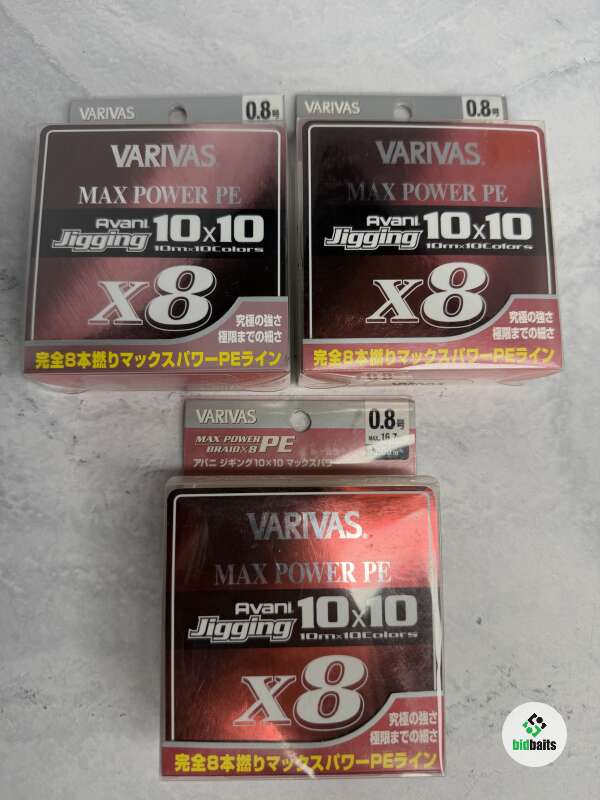 VARIVAS
0.8号
VARIVAS
MAX POWER PE
Avani
Jigging
10x10
10m×10Colors
x8
究極の強さ
極限までの細さ
完全8本撚りマックスパワーPEライン
VARIVAS
0.8号
VARIVAS
MAX POWER PE
Avani
Jigging
10x10
10m×10Colors
x8
究極の強さ
極限までの細さ
完全8本撚りマックスパワーPEライン
VARIVAS
MAX POWER
BRAID×8 PE
アバニ ジギング10×10 マックスパワ
0.8号
MAX. 16.7
VARIVAS
MAX POWER PE
Avani
Jigging
10x10
10m×10Colors
x8
究極の強さ
極限までの細さ
完全8本撚りマックスパワーPEライン
bidbaits